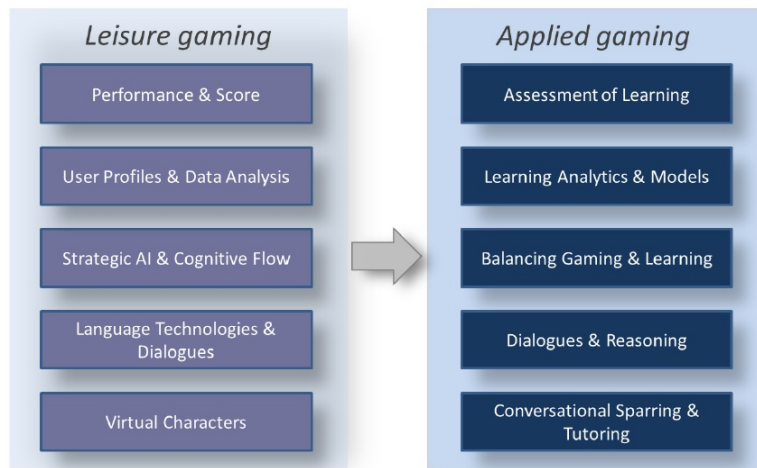 Leisure gaming
Performance & Score
User Profiles & Data Analysis
Strategic AI & Cognitive Flow
Language Technologies &
Dialogues
Virtual Characters
Applied gaming
Assessment of Learning
Learning Analytics & Models
Balancing Gaming & Learning
Dialogues & Reasoning
Conversational Sparring &
Tutoring